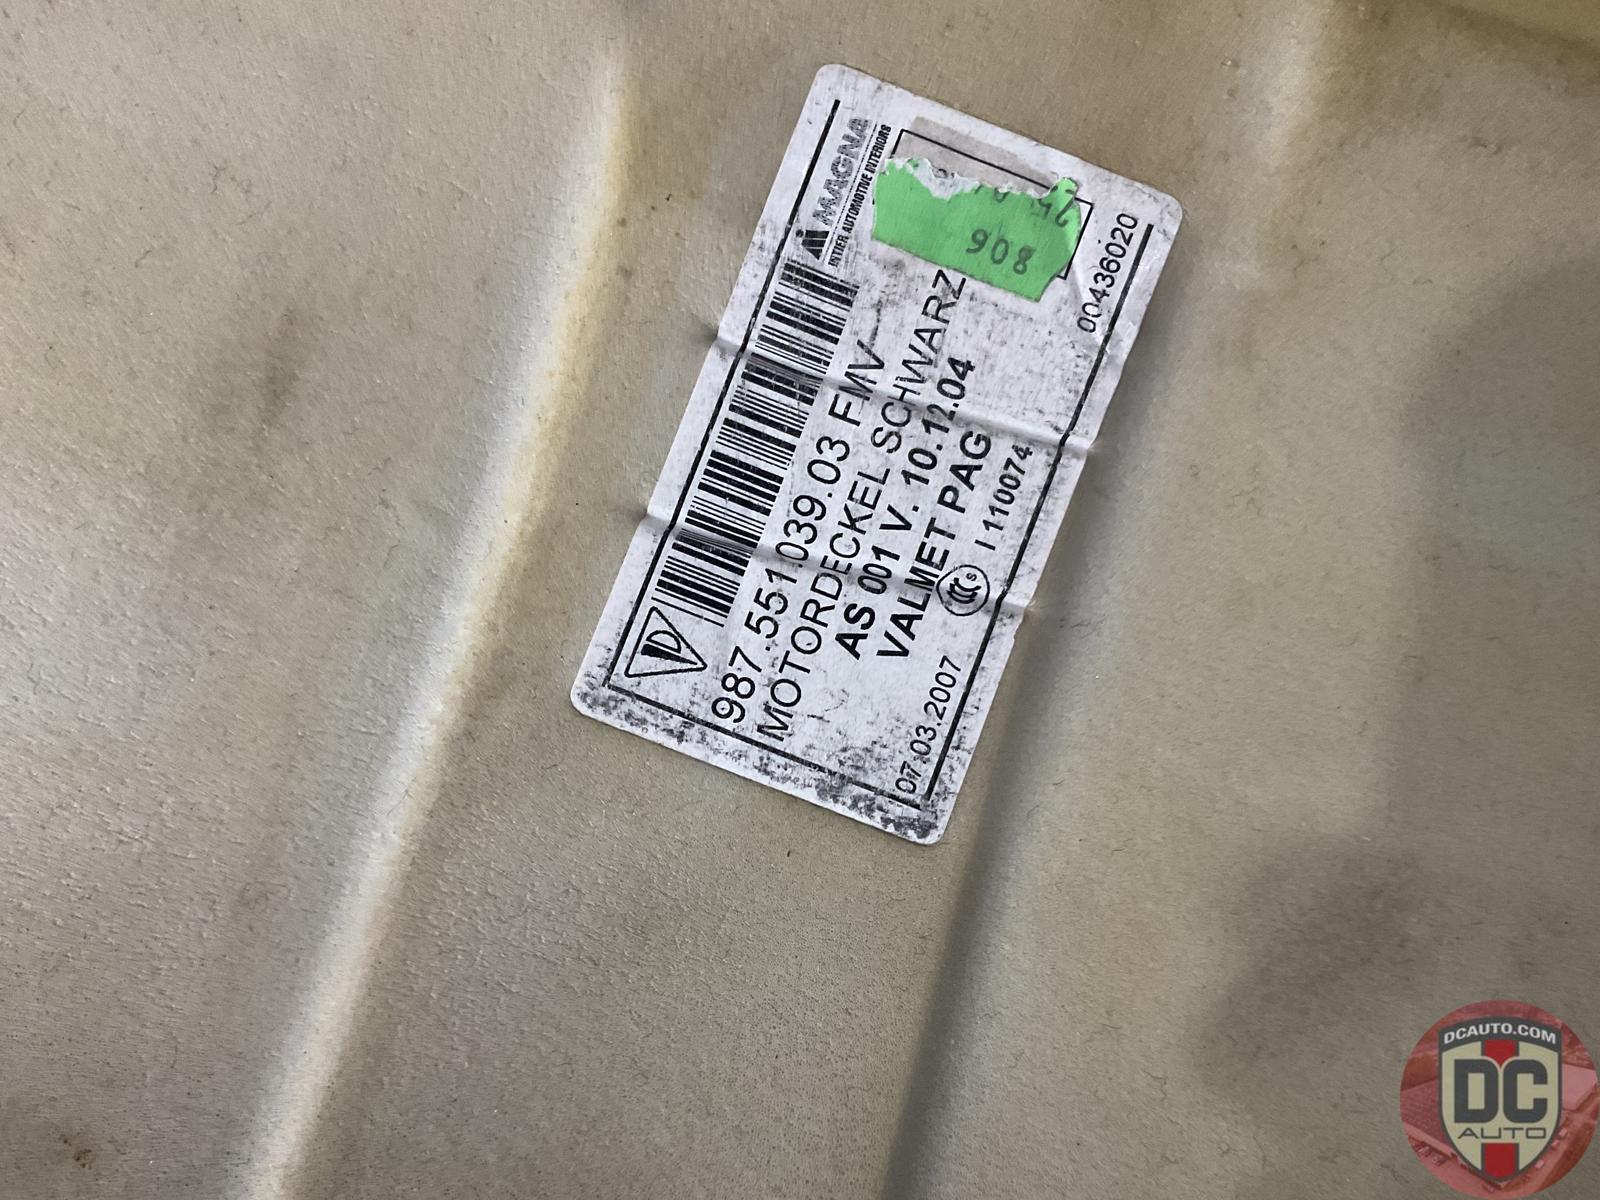 MAGNA
INTIER AUTOMOTIVE INTERIORS
987.551.039.03 FMV
MOTORDECKEL SCHWARZ
AS 001 V. 10.12.04
VALMET PAG
806
S
I 110074
07.03.2007
00436020
DCAUTO.COM
DC
AUTO